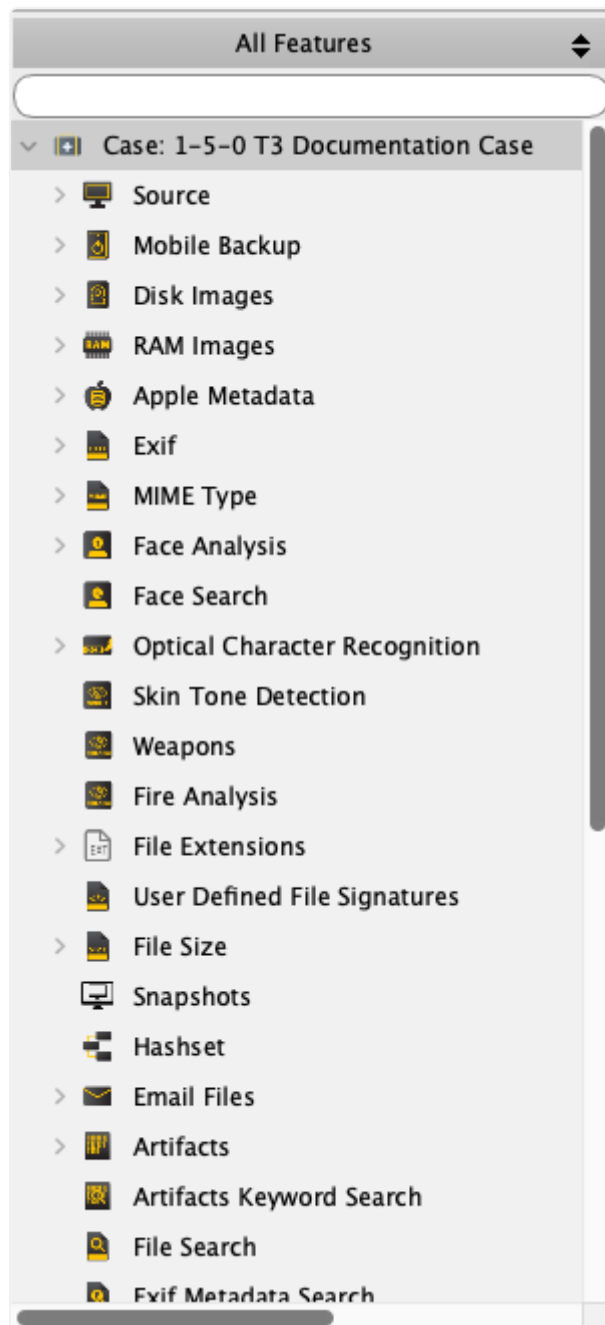 All Features
Case: 1-5-0 T3 Documentation Case
Source
Mobile Backup
Disk Images
RAM Images
Apple Metadata
Exif
MIME Type
Face Analysis
Face Search
Optical Character Recognition
Skin Tone Detection
Weapons
Fire Analysis
File Extensions
User Defined File Signatures
File Size
Snapshots
Hashset
Email Files
Artifacts
Artifacts Keyword Search
File Search
Exif Metadata Search